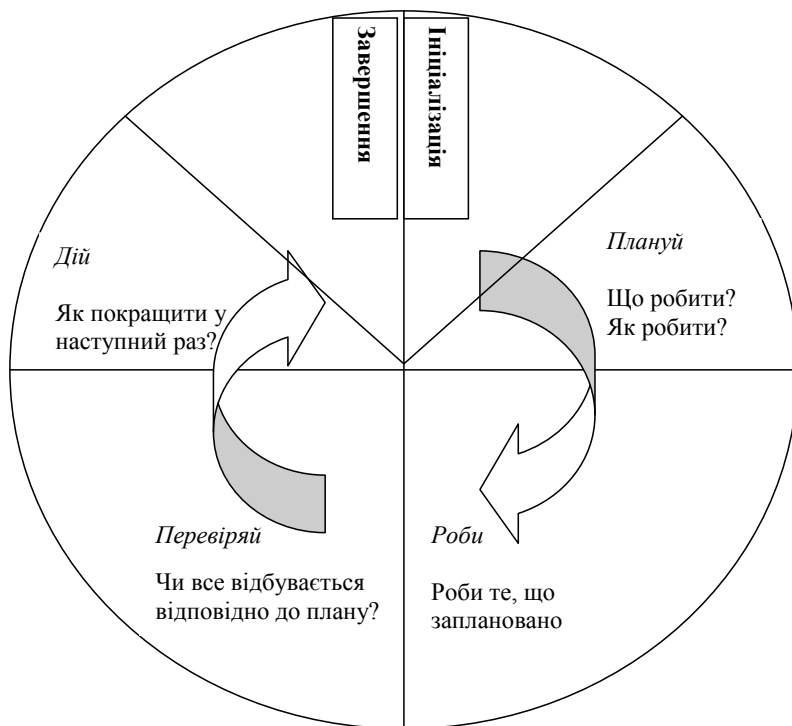 Завершення
Ініціалізація
Дій
Як покращити у
наступний раз?
Плануй
Що робити?
Як робити?
Перевіряй
Чи все відбувається
відповідно до плану?
Роби
Роби те, що
заплановано